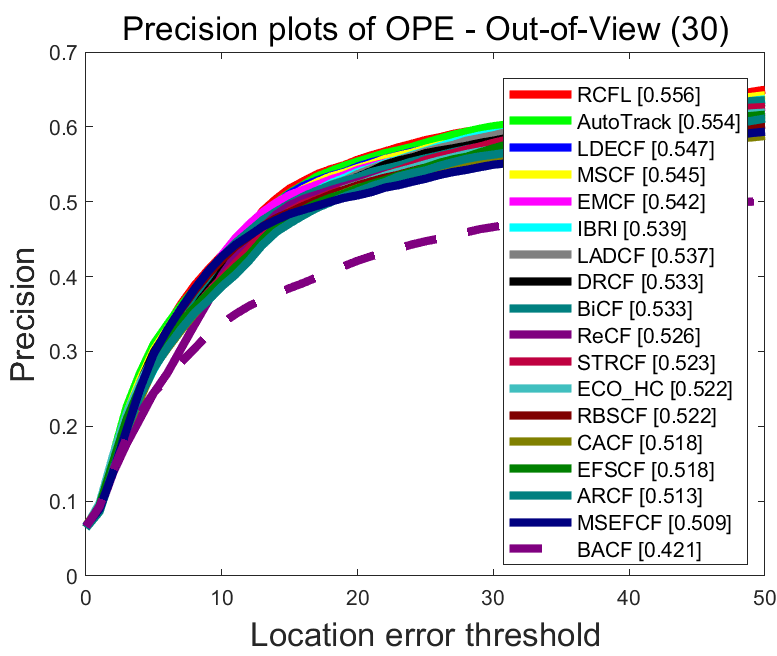 Precision plots of OPE - Out-of-View (30)
0.7
0.6
0.5
0.4
0.3
0.2
0.1
0
Precision
RCFL [0.556]
AutoTrack [0.554]
LDECF [0.547]
MSCF [0.545]
EMCF [0.542]
IBRI [0.539]
LADCF [0.537]
DRCF [0.533]
BiCF [0.533]
ReCF [0.526]
STRCF [0.523]
ECO_HC [0.522]
RBSCF [0.522]
CACF [0.518]
EFSCF [0.518]
ARCF [0.513]
MSEFCF [0.509]
BACF [0.421]
0 10 20 30 40 50
Location error threshold